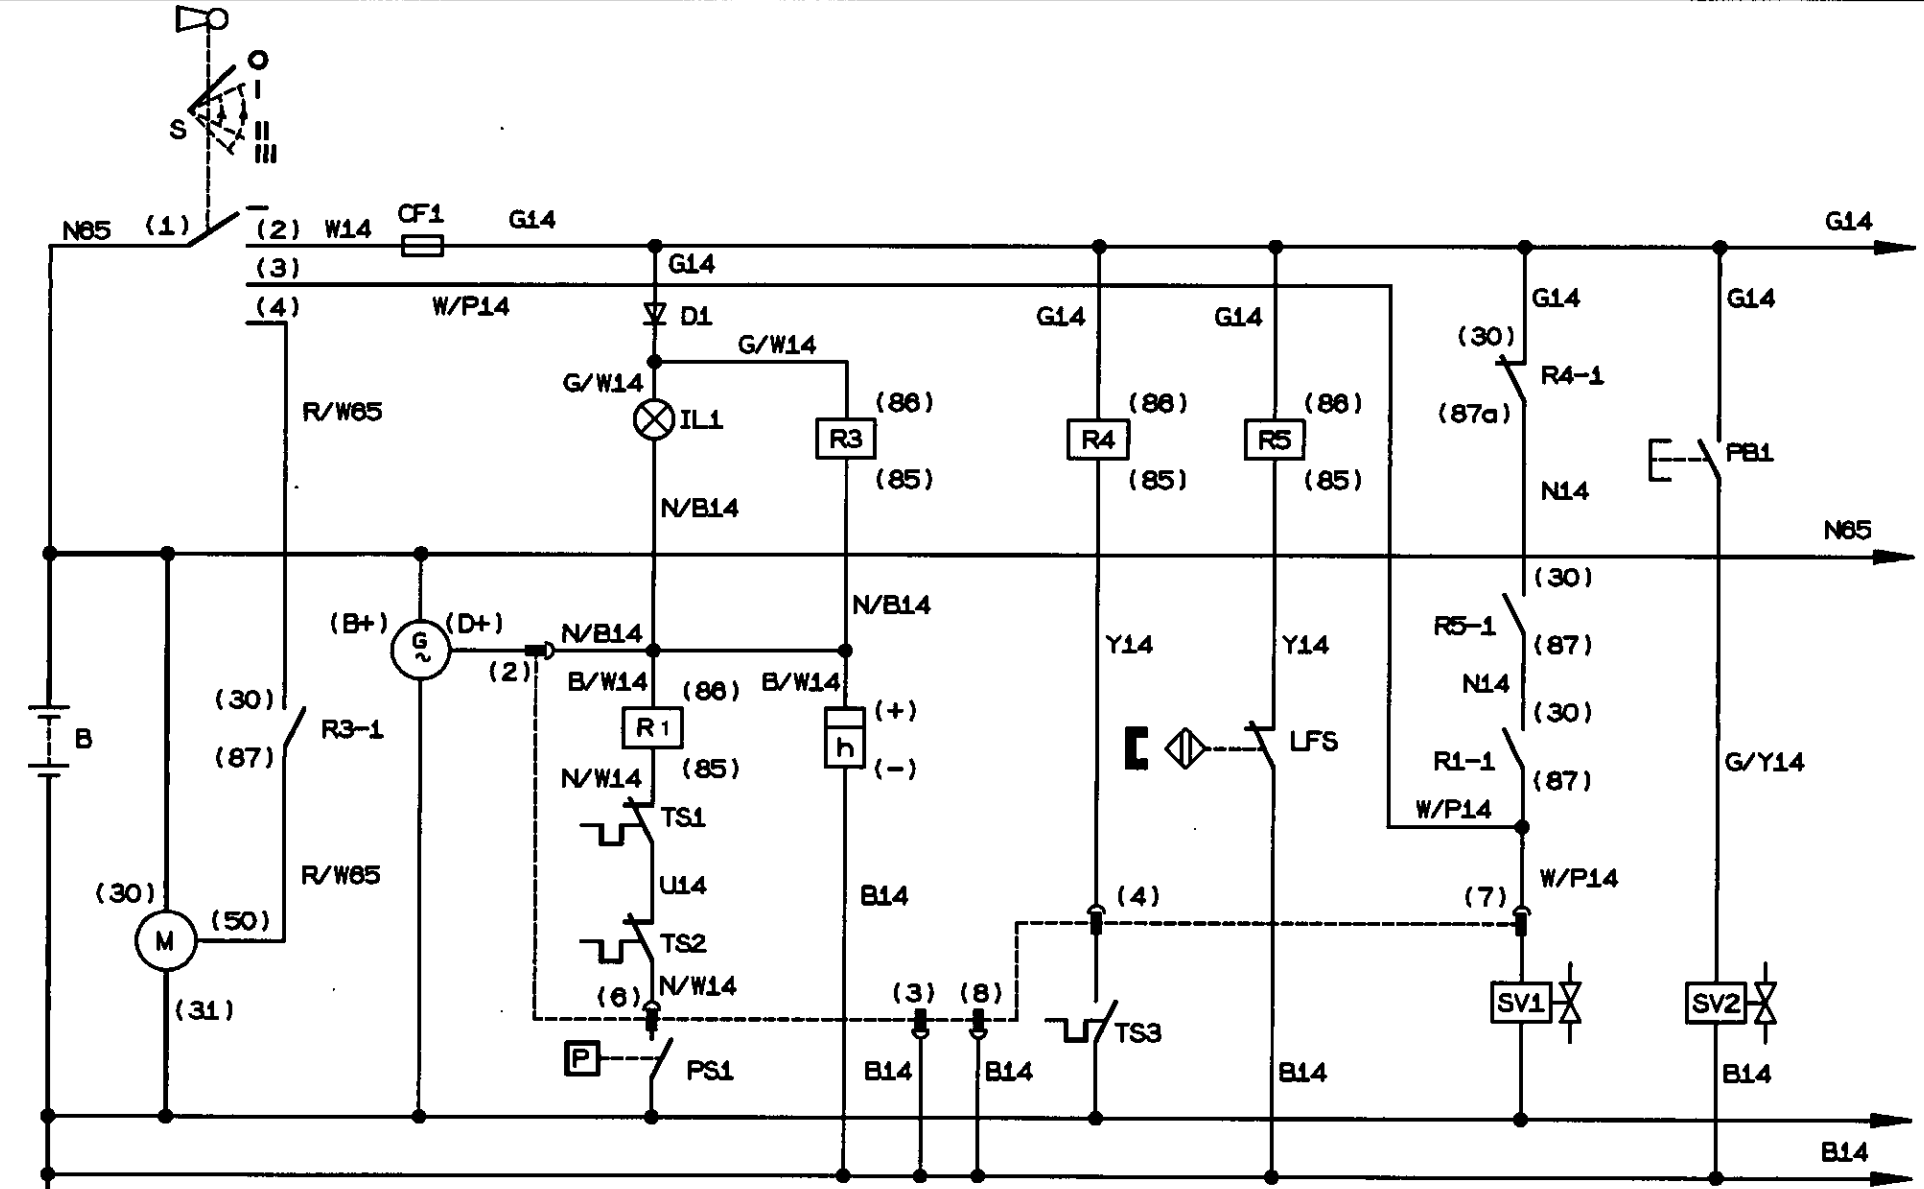 O
I
S
II
III
N65
(1)
(2)
W14
CF1
G14
G14
(3)
G14
(4)
W/P14
D1
G14
G14
G14
G14
G/W14
(30)
R4-1
G/W14
R/W65
IL1
(86)
(86)
(86)
(87a)
R3
R4
R5
PB1
(85)
(85)
(85)
N14
N/B14
N65
(30)
(B+)
(D+)
G
~
N/B14
N/B14
Y14
Y14
R5-1
(87)
(2)
B/W14
(86)
B/W14
N14
(30)
R3-1
R1
(+)
(30)
B
h
LFS
R1-1
(87)
(85)
(-)
G/Y14
N/W14
(87)
TS1
W/P14
R/W65
U14
B14
W/P14
(30)
(4)
(7)
(50)
M
TS2
N/W14
(6)
(3)
(8)
SV1
SV2
(31)
TS3
P
PS1
B14
B14
B14
B14
B14